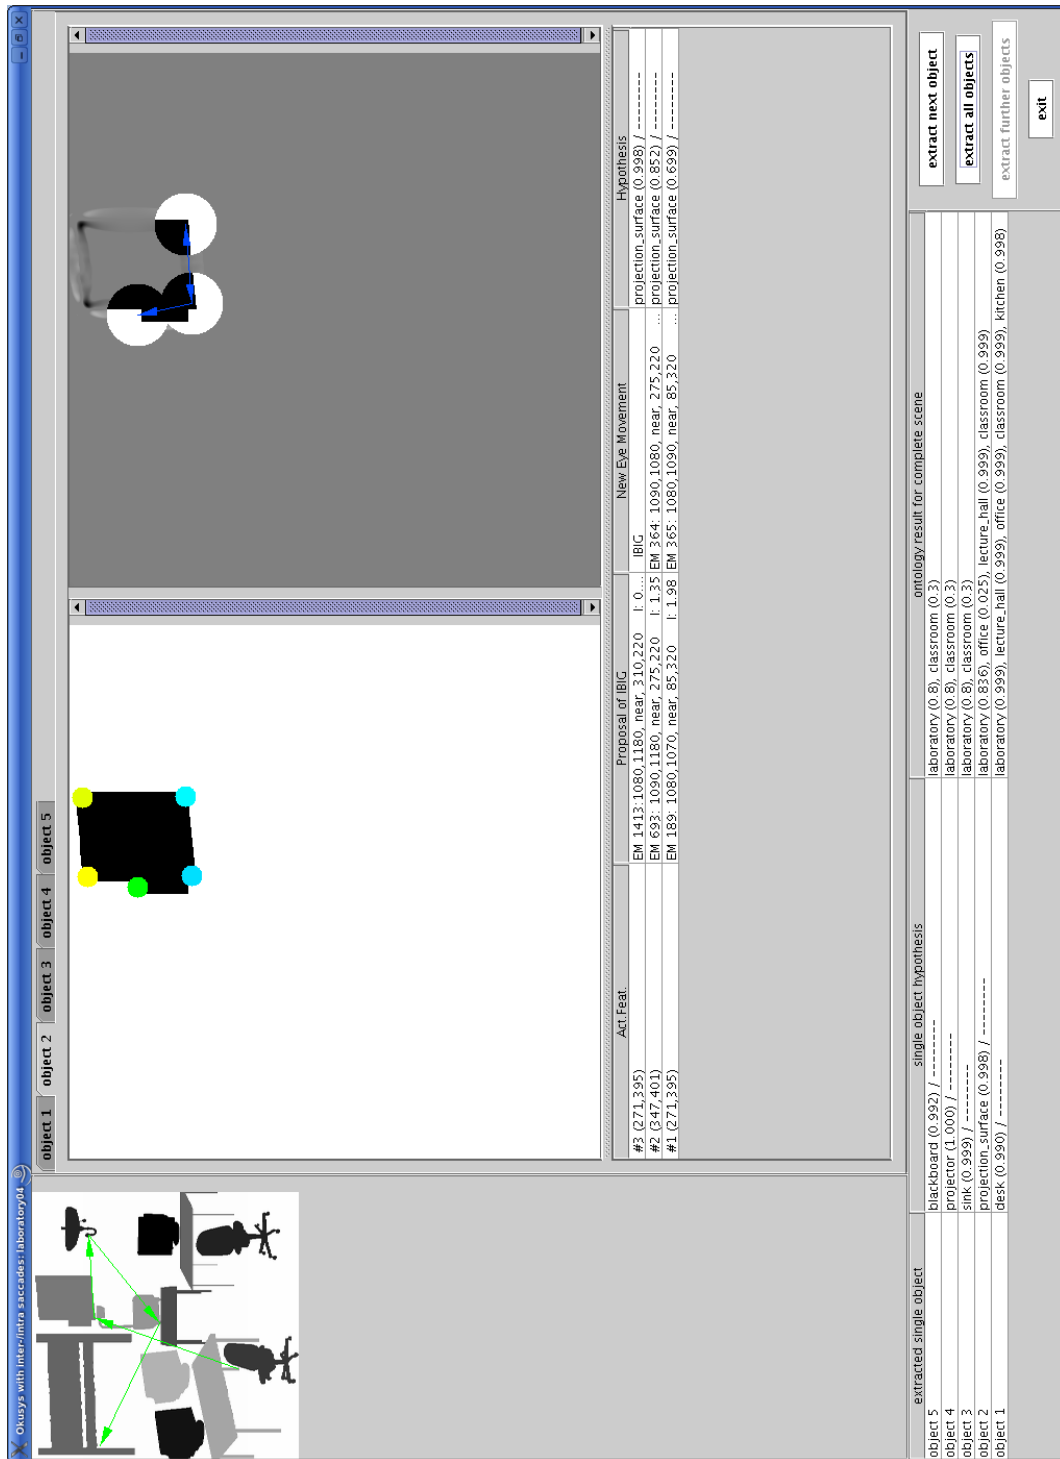 Okusys with inter-/intra saccades: laboratory04
object 1 object 2 object 3 object 4 object 5
Act.Feat. Proposal of IBIG New Eye Movement Hypothesis
#3 (271,395) EM 1413:1080,1180, near, 310,220 I: 0.... IBIG projection_surface (0.998) / ---------
#2 (347,401) EM 693: 1090,1180, near, 275,220 I: 1.35 EM 364: 1090,1080, near, 275,220 ... projection_surface (0.852) / ---------
#1 (271,395) EM 189: 1080,1070, near, 85,320 I: 1.98 EM 365: 1080,1090, near, 85,320 ... projection_surface (0.699) / ---------
extracted single object single object hypothesis ontology result for complete scene
object 5 blackboard (0.992) / --------- laboratory (0.8), classroom (0.3)
object 4 projector (1.000) / --------- laboratory (0.8), classroom (0.3)
object 3 sink (0.999) / --------- laboratory (0.8), classroom (0.3)
object 2 projection_surface (0.998) / --------- laboratory (0.836), office (0.025), lecture_hall (0.999), classroom (0.999)
object 1 desk (0.990) / --------- laboratory (0.999), lecture_hall (0.999), office (0.999), classroom (0.999), kitchen (0.998)
extract next object
extract all objects
extract further objects
exit